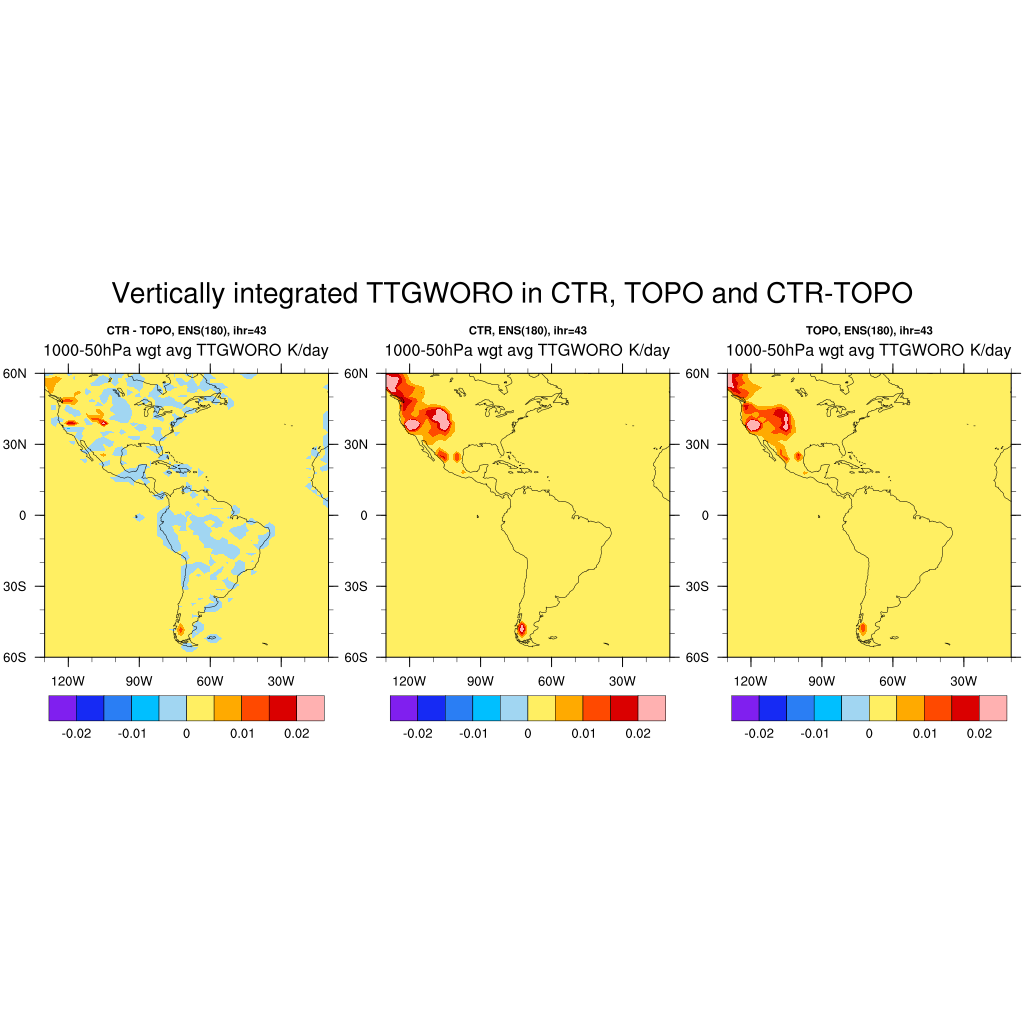 Vertically integrated TTGWORO in CTR, TOPO and CTR-TOPO
CTR - TOPO, ENS(180), ihr=43
1000-50hPa wgt avg TTGWORO K/day
60N
30N
0
30S
60S
120W 90W 60W 30W
-0.02 -0.01 0 0.01 0.02
CTR, ENS(180), ihr=43
1000-50hPa wgt avg TTGWORO K/day
60N
30N
0
30S
60S
120W 90W 60W 30W
-0.02 -0.01 0 0.01 0.02
TOPO, ENS(180), ihr=43
1000-50hPa wgt avg TTGWORO K/day
60N
30N
0
30S
60S
120W 90W 60W 30W
-0.02 -0.01 0 0.01 0.02